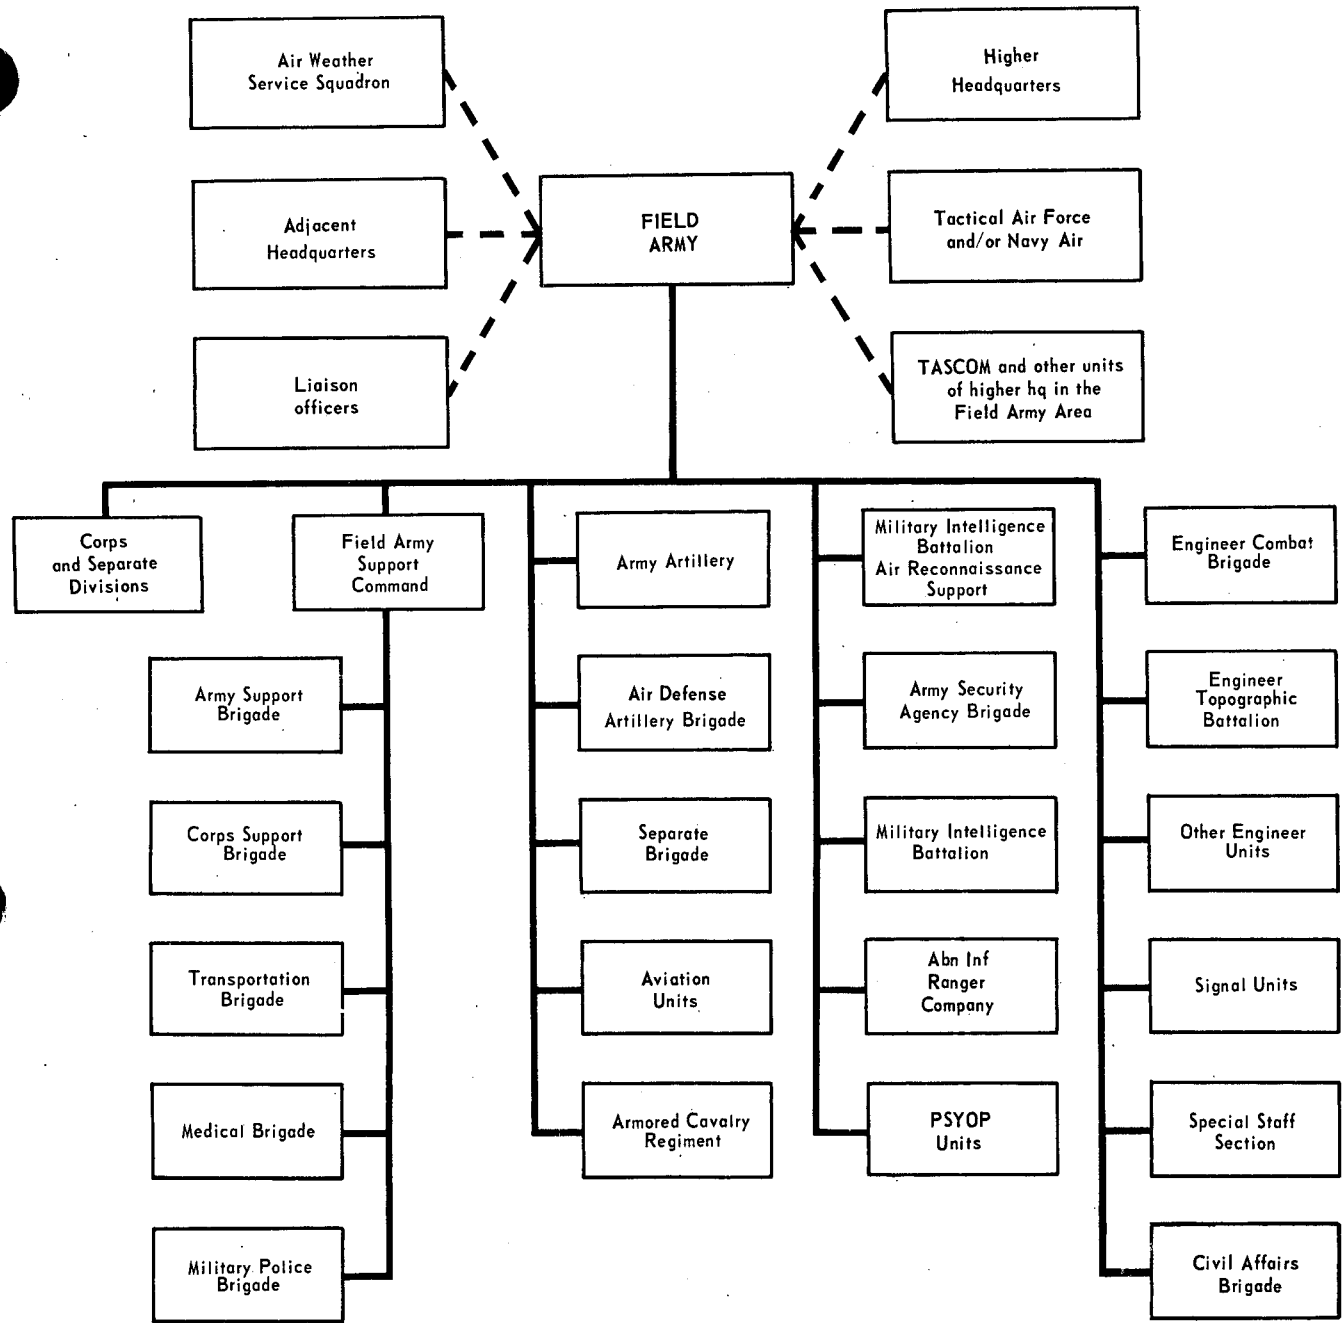 Air Weather
Service Squadron
Higher
Headquarters
Adjacent
Headquarters
FIELD
ARMY
Tactical Air Force
and/or Navy Air
Liaison
officers
TASCOM and other units
of higher hq in the
Field Army Area
Corps
and Separate
Divisions
Field Army
Support
Command
Army Artillery
Military Intelligence
Battalion
Air Reconnaissance
Support
Engineer Combat
Brigade
Army Support
Brigade
Air Defense
Artillery Brigade
Army Security
Agency Brigade
Engineer
Topographic
Battalion
Corps Support
Brigade
Separate
Brigade
Military Intelligence
Battalion
Other Engineer
Units
Transportation
Brigade
Aviation
Units
Abn Inf
Ranger
Company
Signal Units
Medical Brigade
Armored Cavalry
Regiment
PSYOP
Units
Special Staff
Section
Military Police
Brigade
Civil Affairs
Brigade